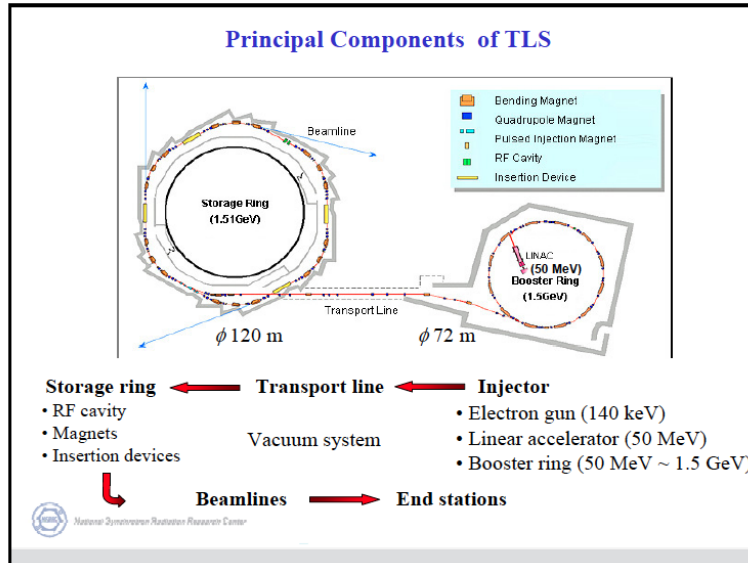 Principal Components of TLS
Bending Magnet
Quadrupole Magnet
Pulsed Injection Magnet
RF Cavity
Insertion Device
Beamline
Storage Ring
(1.51GeV)
LINAC
(50 MeV)
Booster Ring
(1.5GeV)
Transport Line
ϕ 120 m
ϕ 72 m
Storage ring
• RF cavity
• Magnets
• Insertion devices
Transport line
Vacuum system
Injector
• Electron gun (140 keV)
• Linear accelerator (50 MeV)
• Booster ring (50 MeV ~ 1.5 GeV)
Beamlines
End stations
National Synchrotron Radiation Research Center